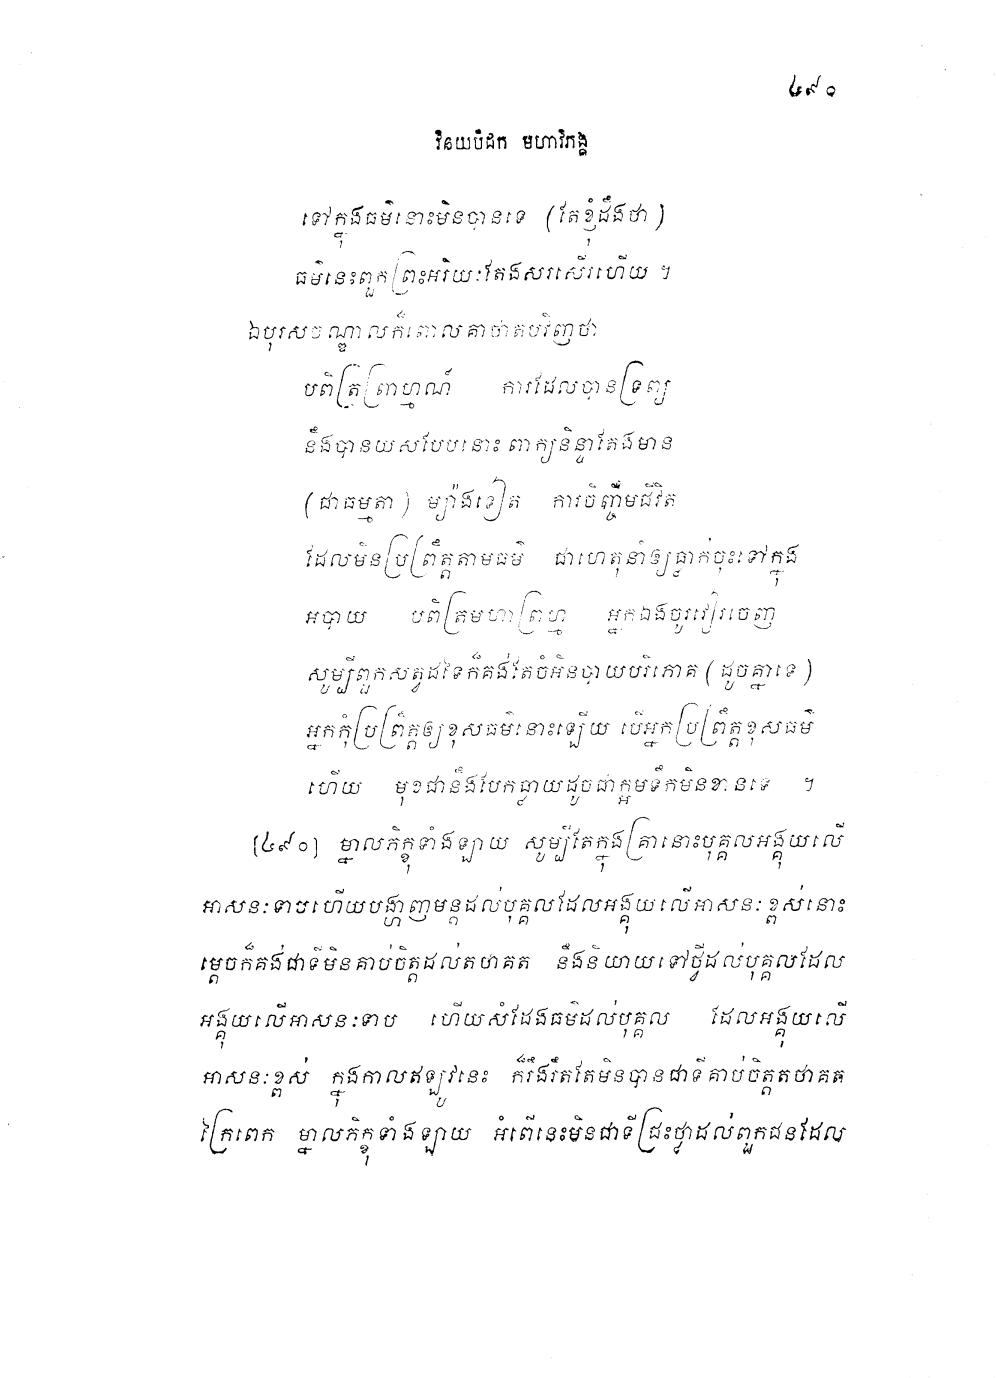 ៤៩០
វិនយបិដក មហាវិភង្គ
ទៅក្នុងធម៌នោះមិនបានទេ (តែខ្ញុំដឹងថា)
ធម៌នេះពួកព្រះអរិយៈតែងសរសើរហើយ ។
ឯបុរសចណ្ឌាលក៏ពោលគាថាតបវិញថា
បពិត្រព្រាហ្មណ៍ ការដែលបានទ្រព្យ
នឹងបានយសបែបនោះ ពាក្យនិន្ទាតែងមាន
(ជាធម្មតា) ម្យ៉ាងទៀត ការចិញ្ចឹមជីវិត
ដែលមិនប្រព្រឹត្តតាមធម៌ ជាហេតុនាំឲ្យធ្លាក់ចុះទៅក្នុង
អបាយ បពិត្រមហាព្រហ្ម អ្នកឯងចូរវៀរចេញ
សូម្បីពួកសត្វដទៃក៏គង់តែចំអិនបាយបរិភោគ (ដូចគ្នាទេ)
អ្នកកុំប្រព្រឹត្តឲ្យខុសធម៌នោះឡើយ បើអ្នកប្រព្រឹត្តខុសធម៌
ហើយ មុខជានឹងបែកធ្លាយដូចជាក្អមទឹកមិនខានទេ ។
[៤៩០] ម្នាលភិក្ខុទាំងឡាយ សូម្បីតែក្នុងគ្រានោះបុគ្គលអង្គុយលើ
អាសនៈទាបហើយបង្ហាញមន្តដល់បុគ្គលដែលអង្គុយលើអាសនៈខ្ពស់នោះ
ម្តេចក៏គង់ជាទីមិនគាប់ចិត្តដល់តថាគត នឹងនិយាយទៅថ្វីដល់បុគ្គលដែល
អង្គុយលើអាសនៈទាប ហើយសំដែងធម៌ដល់បុគ្គល ដែលអង្គុយលើ
អាសនៈខ្ពស់ ក្នុងកាលឥឡូវនេះ ក៏រឹងរឹតតែមិនបានជាទីគាប់ចិត្តតថាគត
ក្រៃពេក ម្នាលភិក្ខុទាំងឡាយ អំពើនេះមិនជាទីជ្រះថ្លាដល់ពួកជនដែល